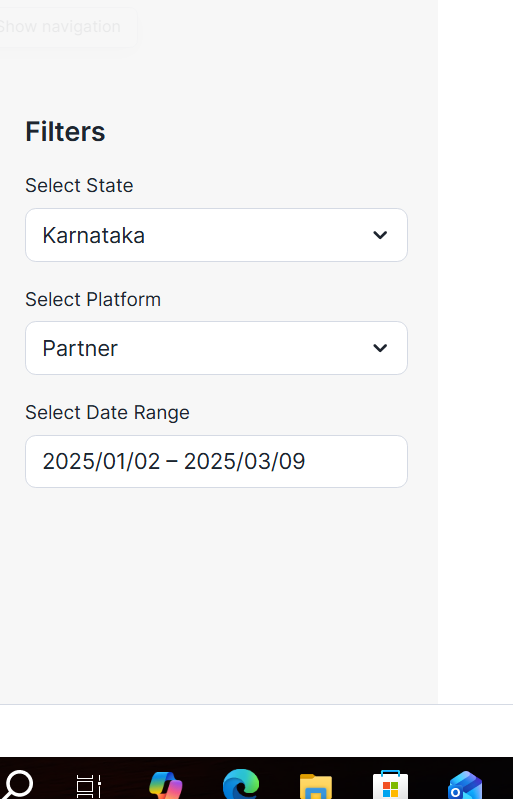 Show navigation
Filters
Select State
Karnataka
Select Platform
Partner
Select Date Range
2025/01/02 – 2025/03/09